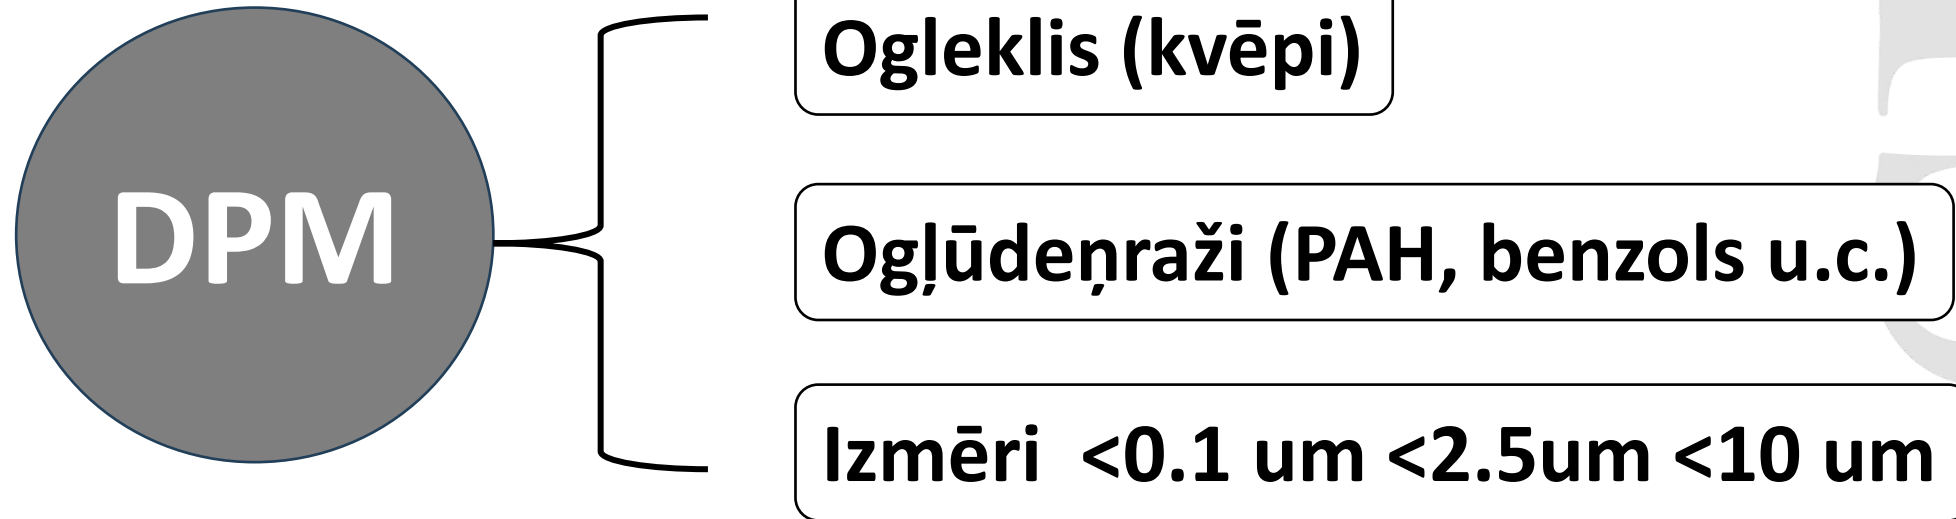 DPM
Ogleklis (kvēpi)
Ogļūdeņraži (PAH, benzols u.c.)
Izmēri <0.1 um <2.5um <10 um